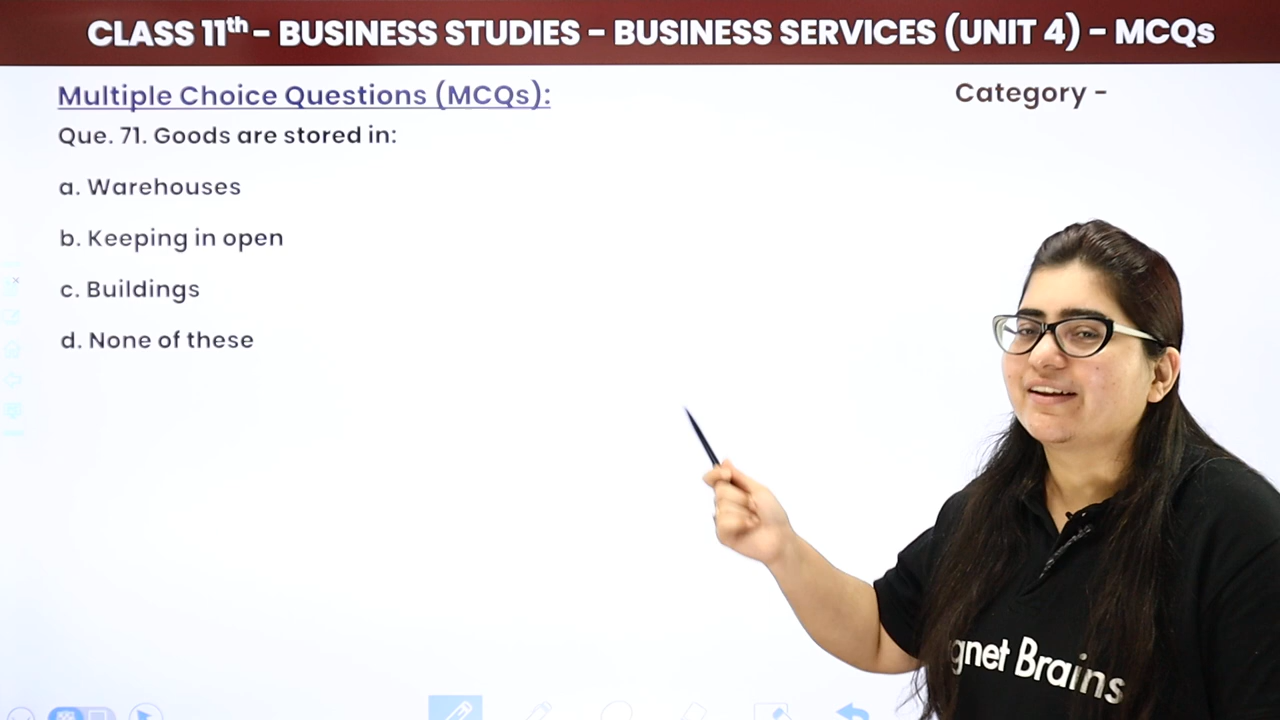 CLASS 11th – BUSINESS STUDIES – BUSINESS SERVICES (UNIT 4) – MCQs
Multiple Choice Questions (MCQs):
Category -
Que. 71. Goods are stored in:
a. Warehouses
b. Keeping in open
c. Buildings
d. None of these
gnet Brains